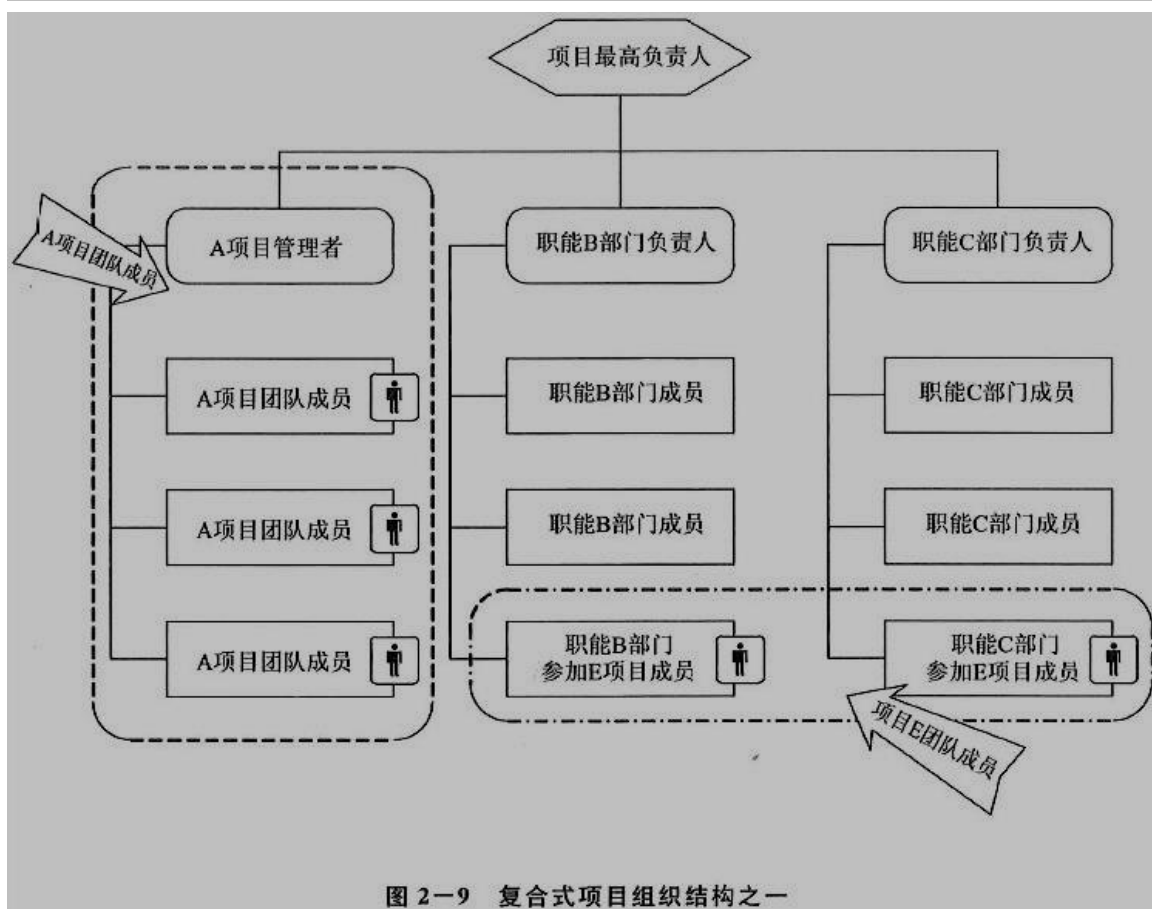 项目最高负责人
A项目管理者
职能B部门负责人
职能C部门负责人
A项目团队成员
A项目团队成员
职能B部门成员
职能C部门成员
A项目团队成员
职能B部门成员
职能C部门成员
A项目团队成员
职能B部门
参加E项目成员
职能C部门
参加E项目成员
项目E团队成员
图 2－9 复合式项目组织结构之一